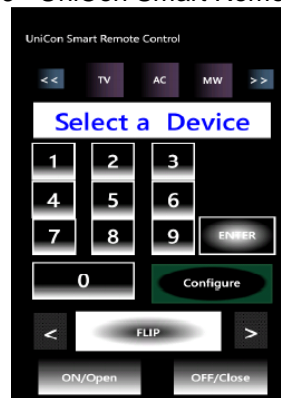 UniCon Smart Remote Control
<< TV AC MW >>
Select a Device
1 2 3
4 5 6
7 8 9 ENTER
0 Configure
< FLIP >
ON/Open OFF/Close